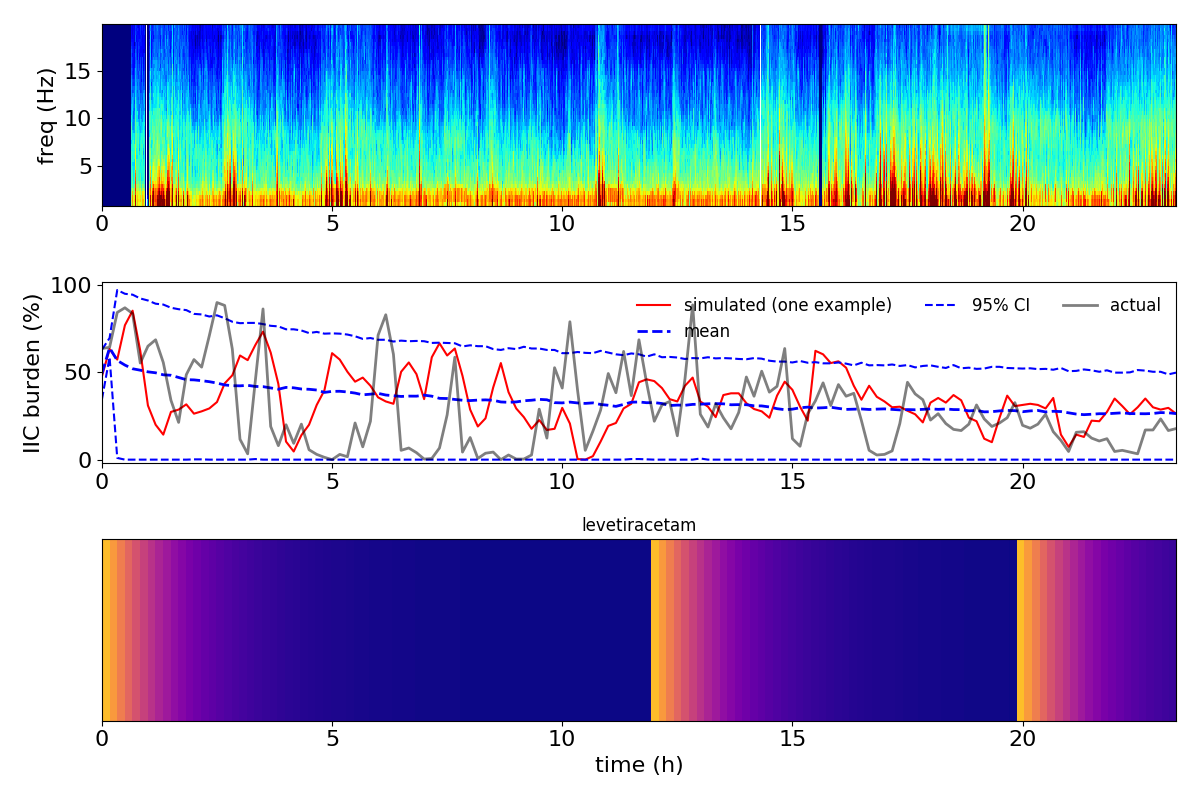 freq (Hz)
15
10
5
0 5 10 15 20
IIC burden (%)
100
50
0
simulated (one example)
mean
95% CI
actual
0 5 10 15 20
levetiracetam
0 5 10 15 20
time (h)